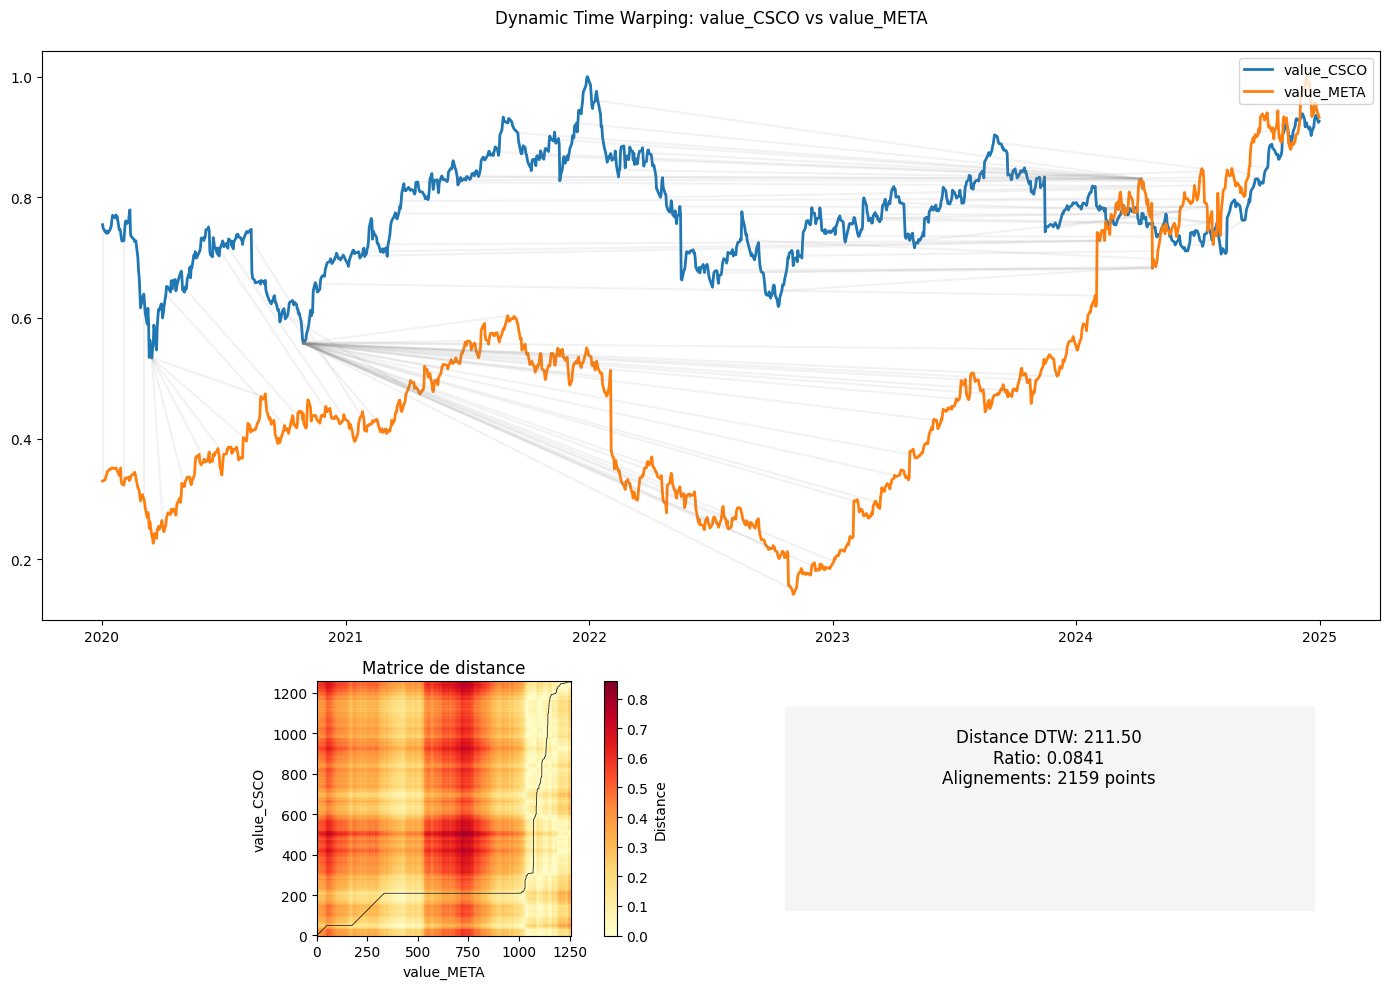 Dynamic Time Warping: value_CSCO vs value_META
value_CSCO
value_META
1.0
0.8
0.6
0.4
0.2
2020 2021 2022 2023 2024 2025
Matrice de distance
value_CSCO
1200
1000
800
600
400
200
0
0 250 500 750 1000 1250
value_META
0.8
0.7
0.6
0.5
0.4
0.3
0.2
0.1
0.0
Distance
Distance DTW: 211.50
Ratio: 0.0841
Alignements: 2159 points